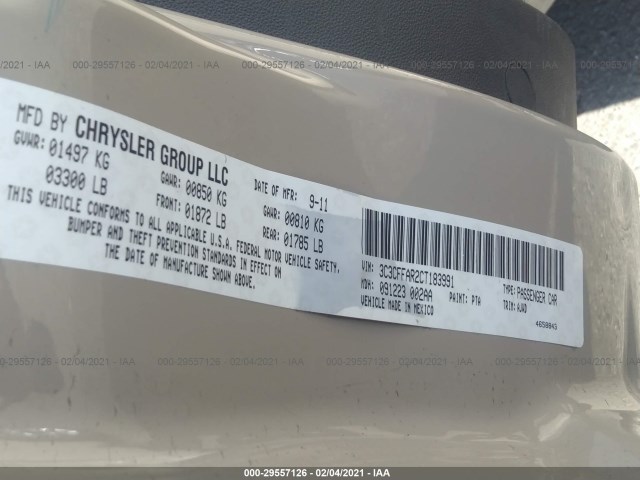 000-29557126 - 02/04/2021 - IAA
MFD BY CHRYSLER GROUP LLC
GVWR: 01497 KG
03300 LB
GAWR: 00850 KG
FRONT: 01872 LB
DATE OF MFR: 9-11
GAWR: 00810 KG
REAR: 01785 LB
THIS VEHICLE CONFORMS TO ALL APPLICABLE U.S.A. FEDERAL MOTOR VEHICLE SAFETY,
BUMPER AND THEFT PREVENTION STANDARDS IN EFFECT ON
THE DATE OF MANUFACTURE SHOWN ABOVE.
VIN: 3C3CFFAR2CT183991
TYPE: PASSENGER CAR
MDH: 091223 002AA
PAINT: PTA
TRIM: AJAD
VEHICLE MADE IN MEXICO
000-29557126 - 02/04/2021 - IAA